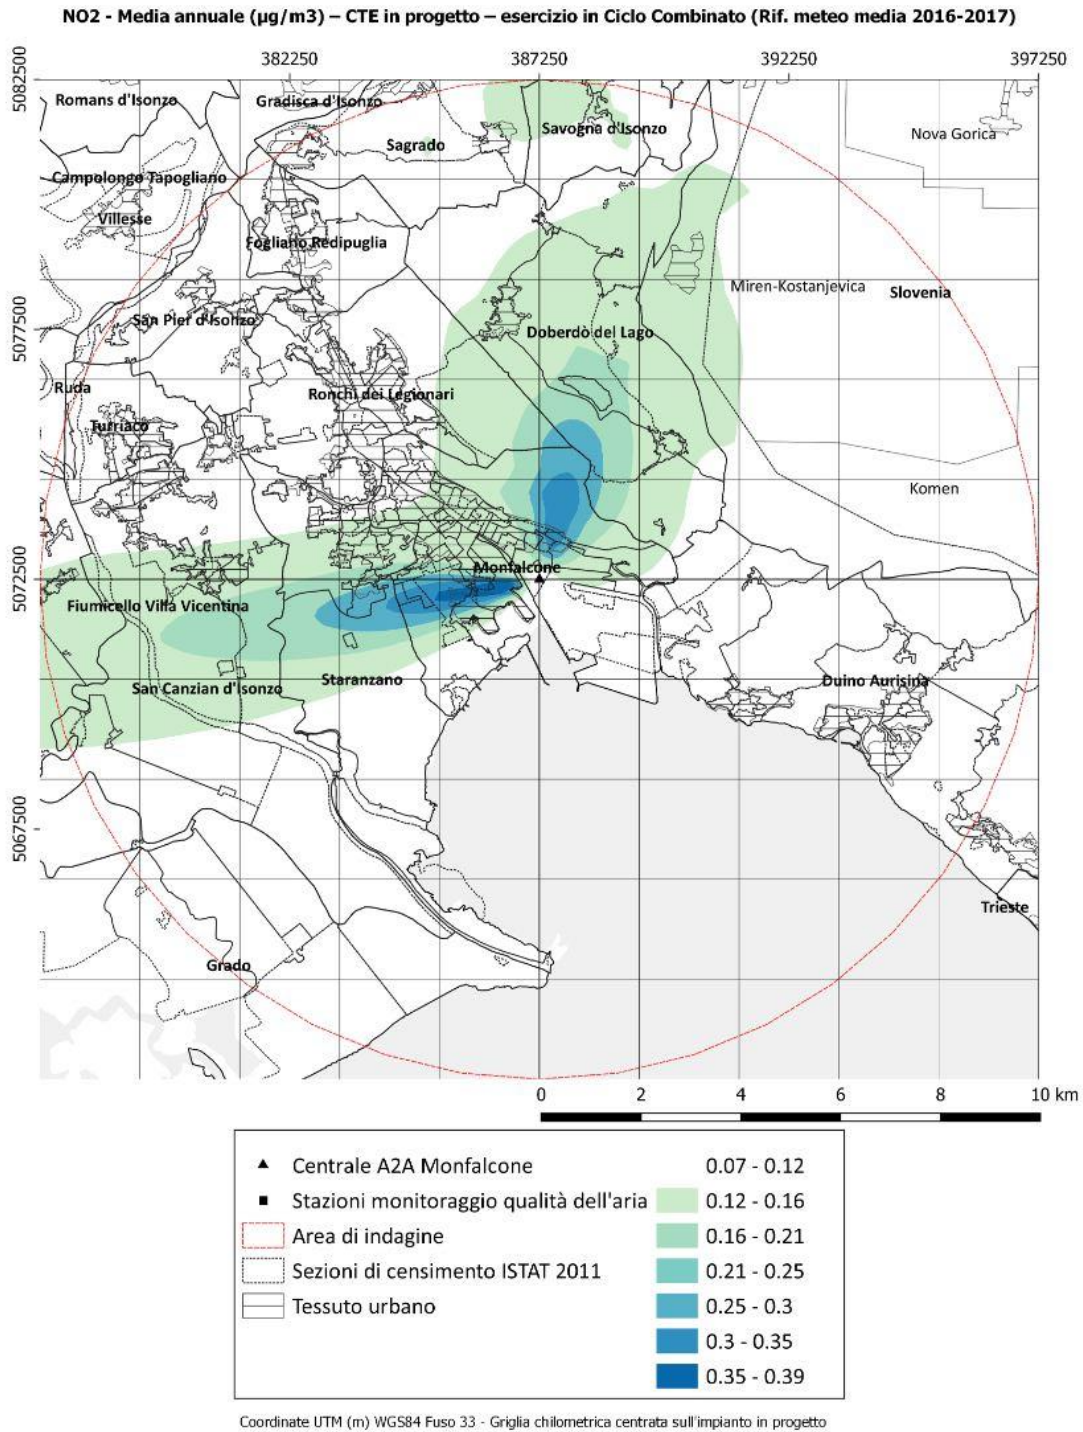 NO2 - Media annuale (µg/m3) – CTE in progetto – esercizio in Ciclo Combinato (Rif. meteo media 2016-2017)
382250 387250 392250 397250
5082500
Romans d'Isonzo
Gradisca d'Isonzo
Savogna d'Isonzo
Nova Gorica
Sagrado
Campolongo Tapogliano
Villesse
Fogliano Redipuglia
Miren-Kostanjevica
Slovenia
5077500
San Pier d'Isonzo
Doberdò del Lago
Ruda
Ronchi dei Legionari
Turriaco
Komen
5072500
Monfalcone
Fiumicello Villa Vicentina
Staranzano
Duino Aurisina
San Canzian d'Isonzo
5067500
Trieste
Grado
0 2 4 6 8 10 km
Centrale A2A Monfalcone
Stazioni monitoraggio qualità dell'aria
Area di indagine
Sezioni di censimento ISTAT 2011
Tessuto urbano
0.07 - 0.12
0.12 - 0.16
0.16 - 0.21
0.21 - 0.25
0.25 - 0.3
0.3 - 0.35
0.35 - 0.39
Coordinate UTM (m) WGS84 Fuso 33 - Griglia chilometrica centrata sull'impianto in progetto